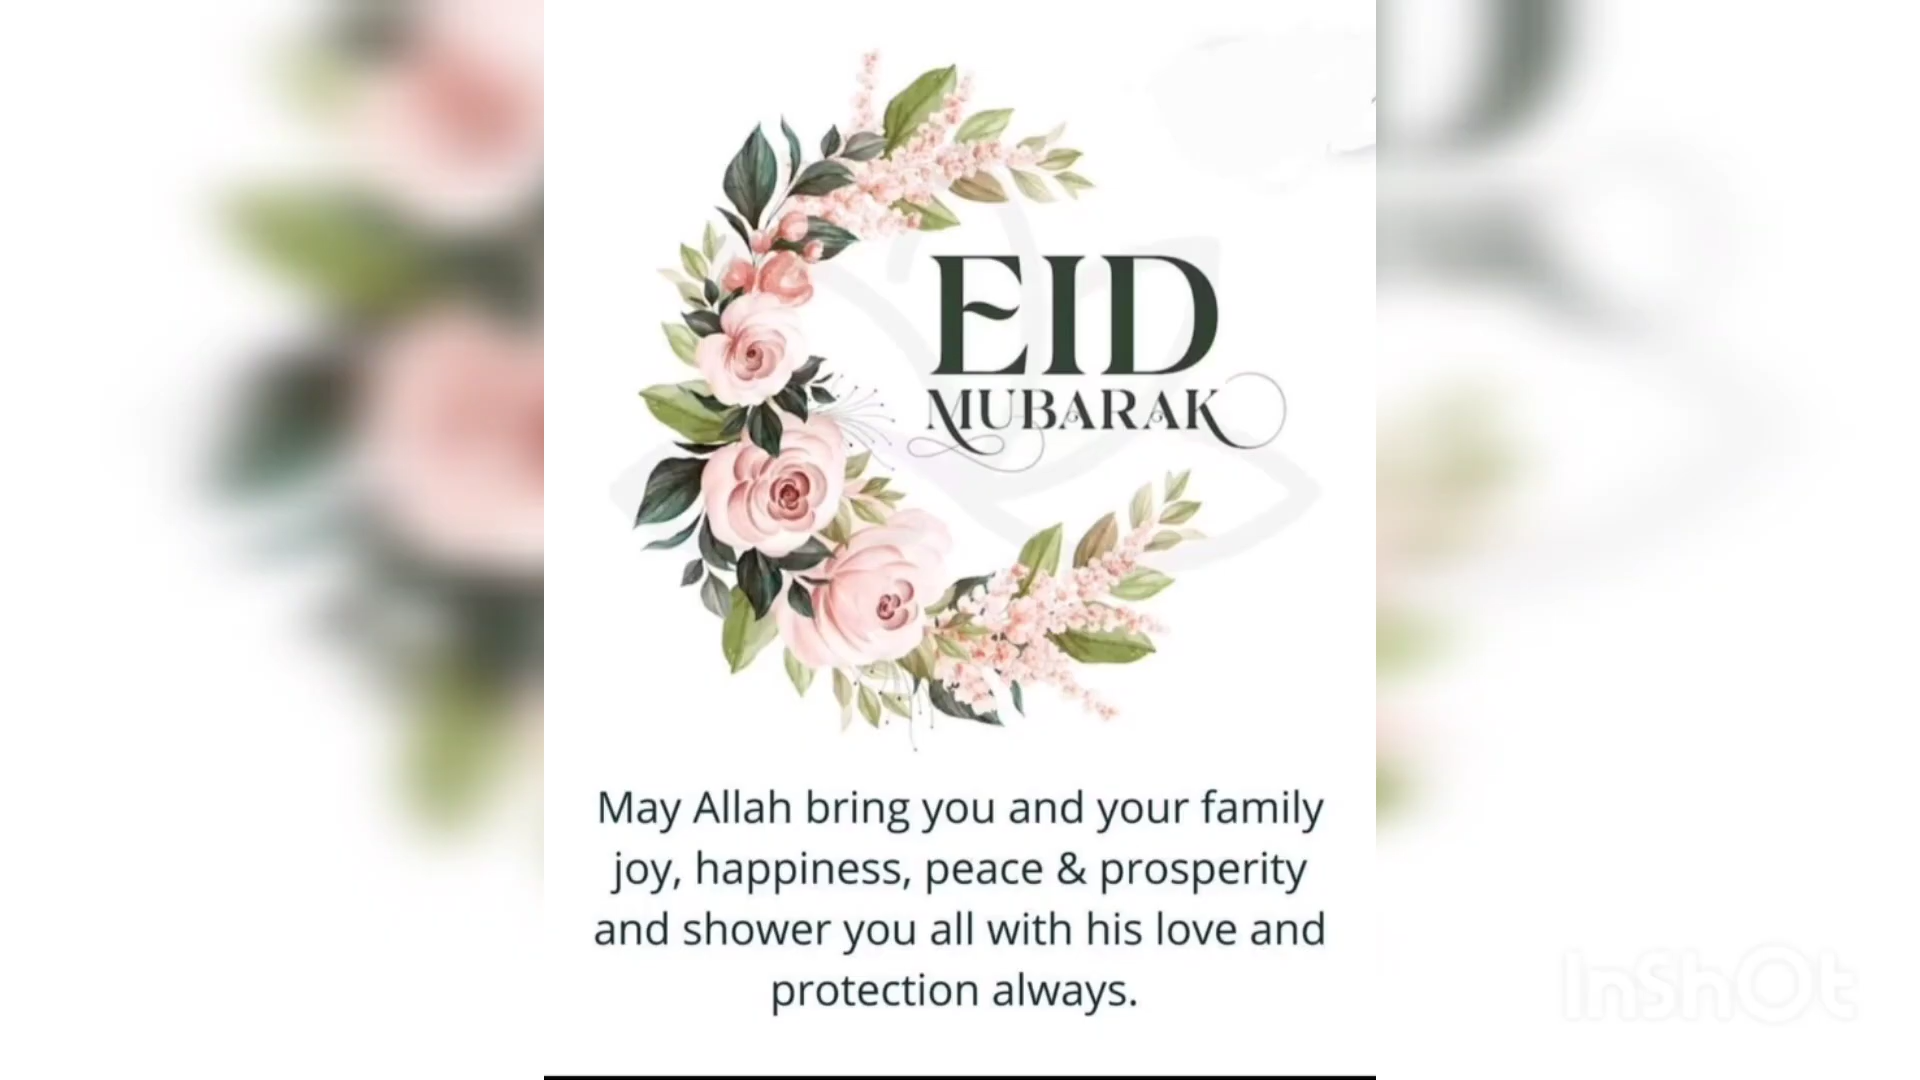 EID
MUBARAK
May Allah bring you and your family
joy, happiness, peace & prosperity
and shower you all with his love and
protection always.
InShOt